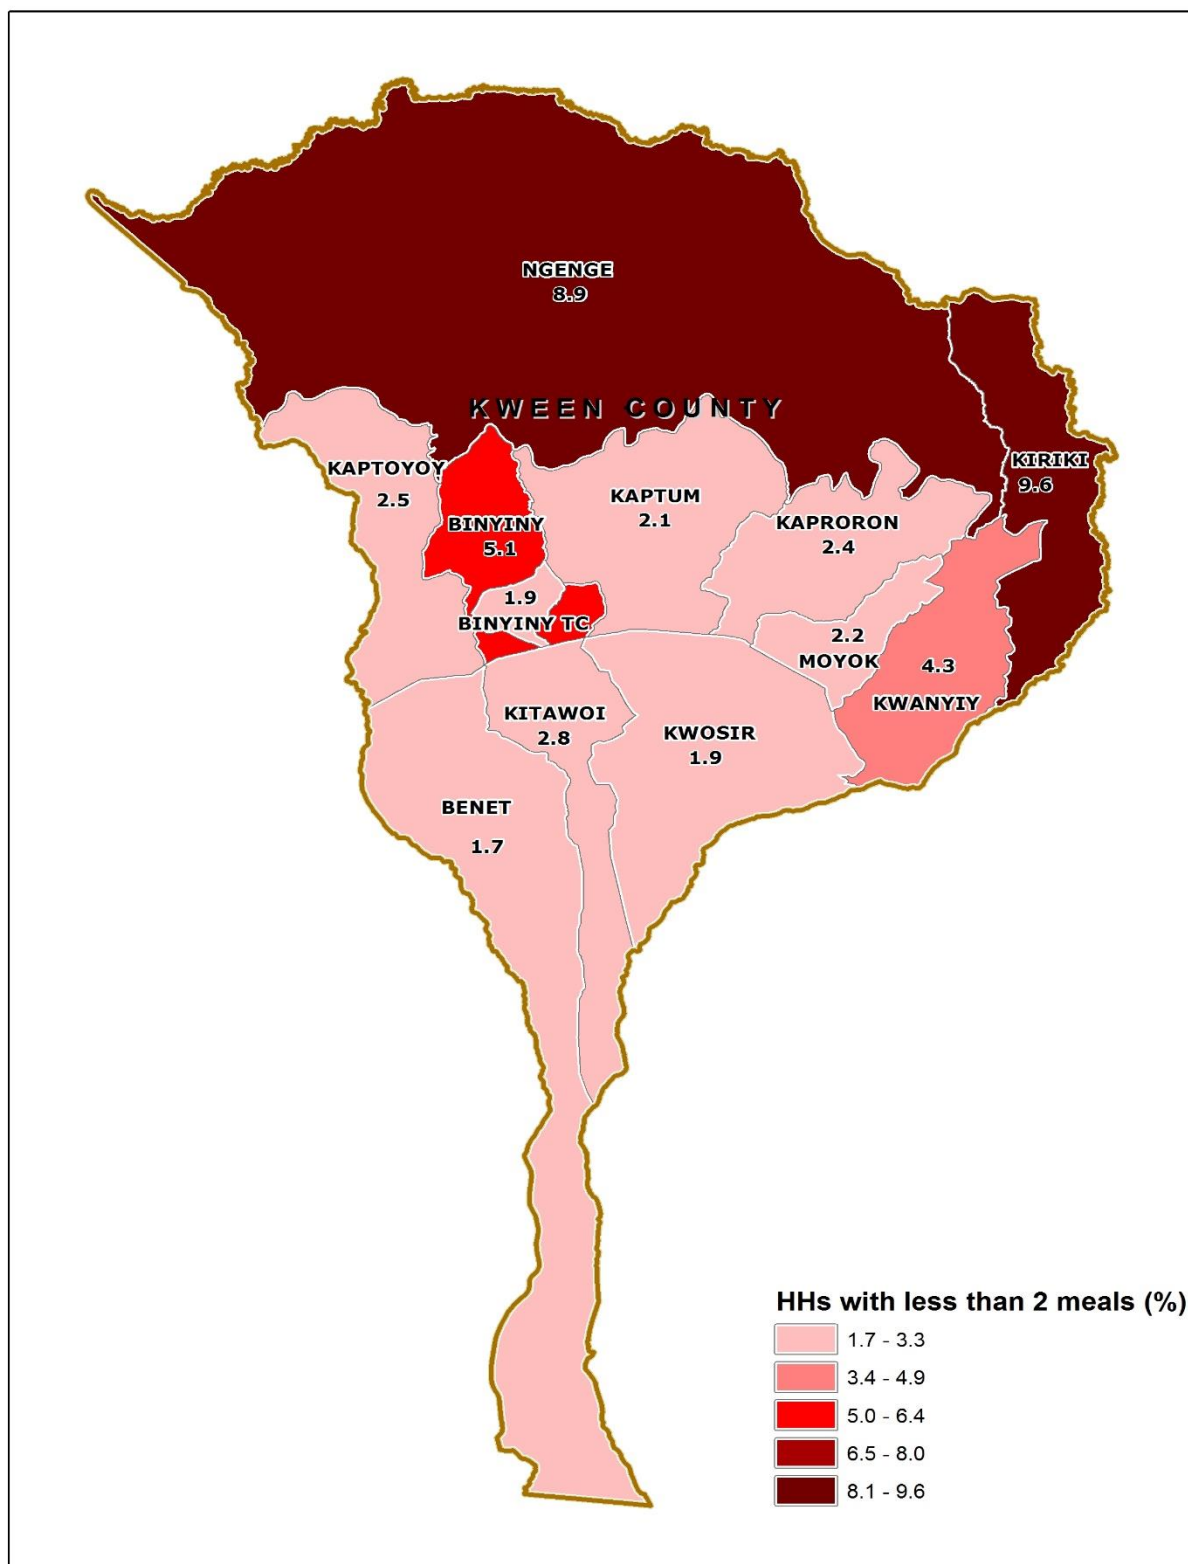 NGENGE
8.9
KWEEN COUNTY
KAPTOYOY
2.5
BINYINY
5.1
KAPTUM
2.1
KAPRORON
2.4
KIRIKI
9.6
1.9
BINYINY TC
2.2
MOYOK
4.3
KWANYIY
KITAWOI
2.8
KWOSIR
1.9
BENET
1.7
HHs with less than 2 meals (%)
1.7 - 3.3
3.4 - 4.9
5.0 - 6.4
6.5 - 8.0
8.1 - 9.6